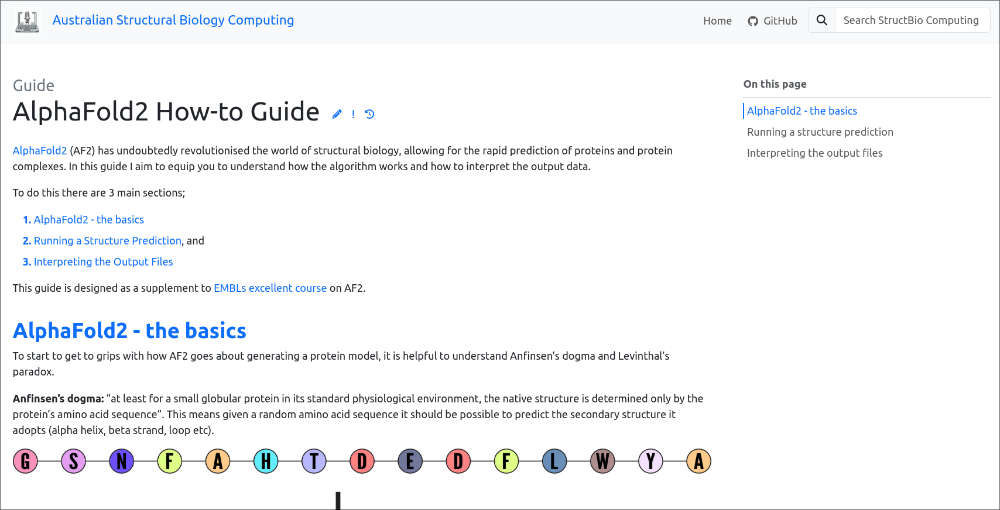 Australian Structural Biology Computing
Home
GitHub
Search StructBio Computing
Guide
AlphaFold2 How-to Guide
AlphaFold2 (AF2) has undoubtedly revolutionised the world of structural biology, allowing for the rapid prediction of proteins and protein
complexes. In this guide I aim to equip you to understand how the algorithm works and how to interpret the output data.
To do this there are 3 main sections;
1. AlphaFold2 - the basics
2. Running a Structure Prediction, and
3. Interpreting the Output Files
This guide is designed as a supplement to EMBLs excellent course on AF2.
AlphaFold2 - the basics
To start to get to grips with how AF2 goes about generating a protein model, it is helpful to understand Anfinsen’s dogma and Levinthal’s
paradox.
Anfinsen’s dogma: “at least for a small globular protein in its standard physiological environment, the native structure is determined only by the
protein’s amino acid sequence”. This means given a random amino acid sequence it should be possible to predict the secondary structure it
adopts (alpha helix, beta strand, loop etc).
G S N F A H T D E D F L W Y A
On this page
AlphaFold2 - the basics
Running a structure prediction
Interpreting the output files